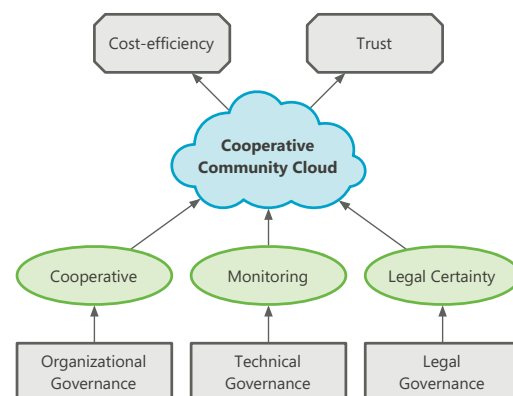 Cost-efficiency
Trust
Cooperative
Community Cloud
Cooperative
Monitoring
Legal Certainty
Organizational
Governance
Technical
Governance
Legal
Governance